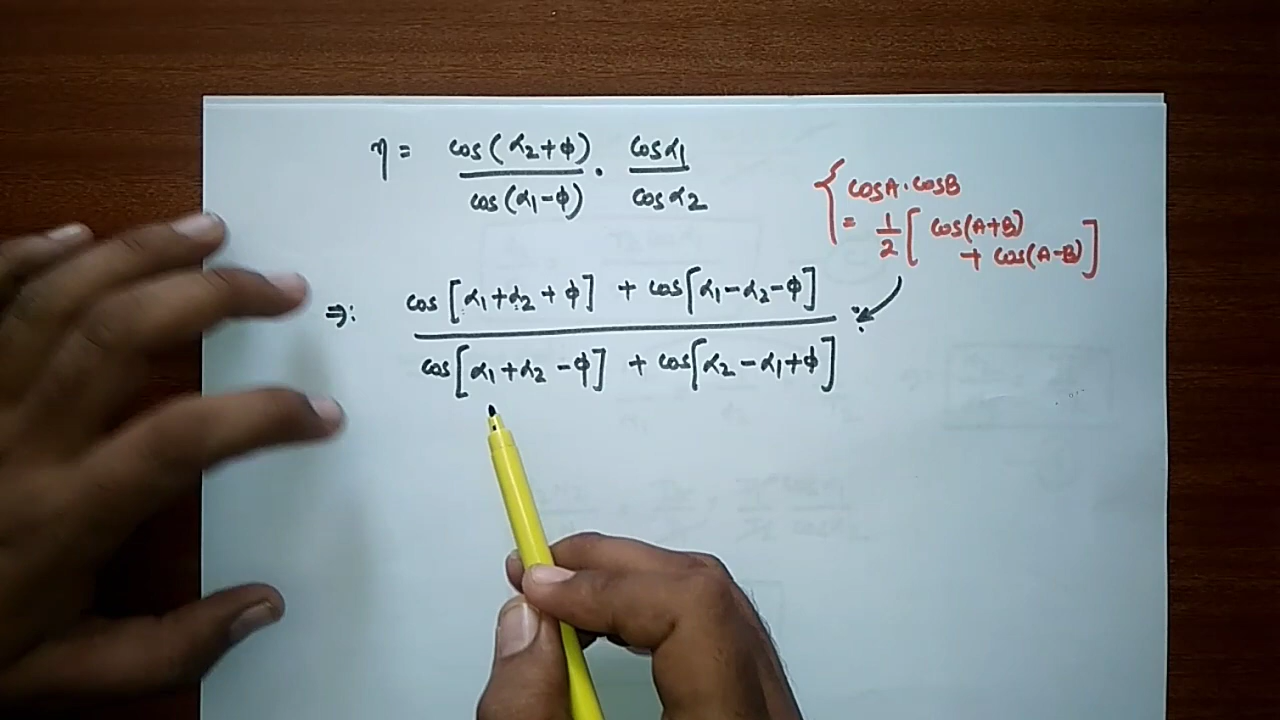 η = cos(α2+ϕ)/cos(α1-ϕ) · cosα1/cosα2
{ cosA·cosB
= 1/2 [ cos(A+B)
+ cos(A-B) ]
⇒: cos[α1+α2+ϕ] + cos[α1-α2-ϕ]
cos[α1+α2-ϕ] + cos[α2-α1+ϕ]